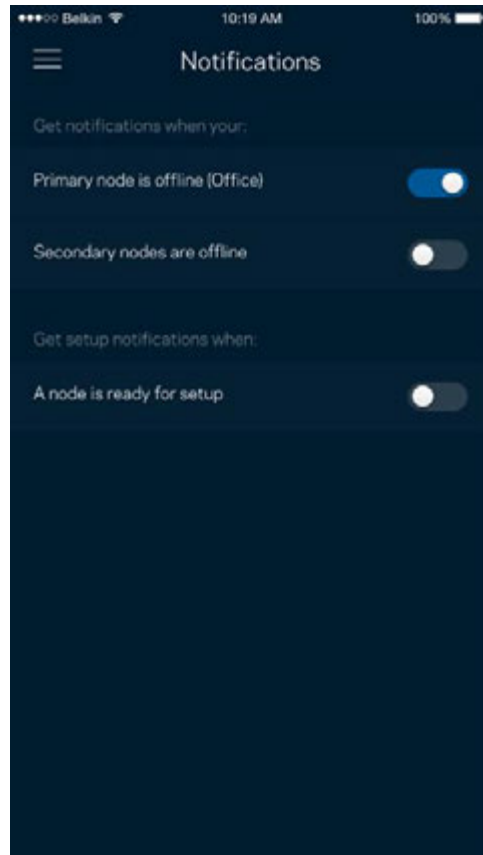 Belkin 10:19 AM 100%
Notifications
Get notifications when your:
Primary node is offline (Office)
Secondary nodes are offline
Get setup notifications when:
A node is ready for setup